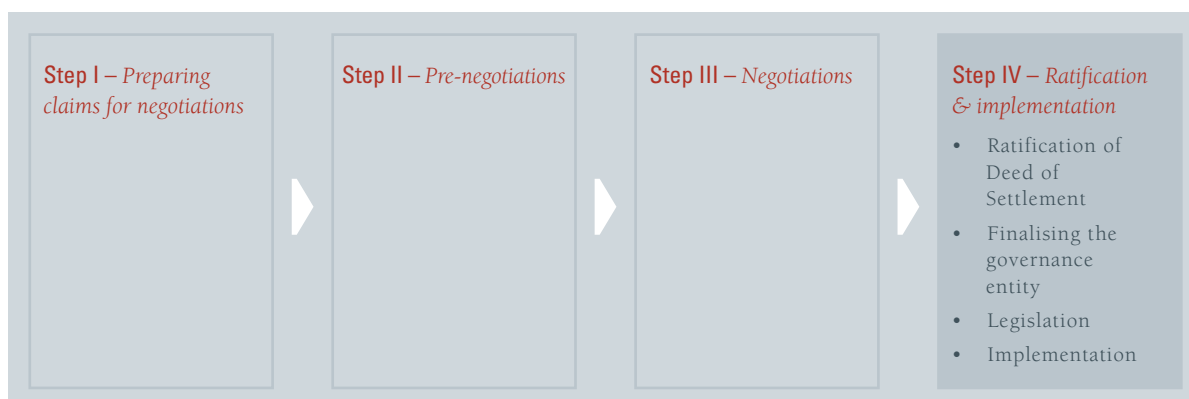 Step I – Preparing
claims for negotiations
Step II – Pre-negotiations
Step III – Negotiations
Step IV – Ratification
& implementation
• Ratification of
Deed of
Settlement
• Finalising the
governance
entity
• Legislation
• Implementation